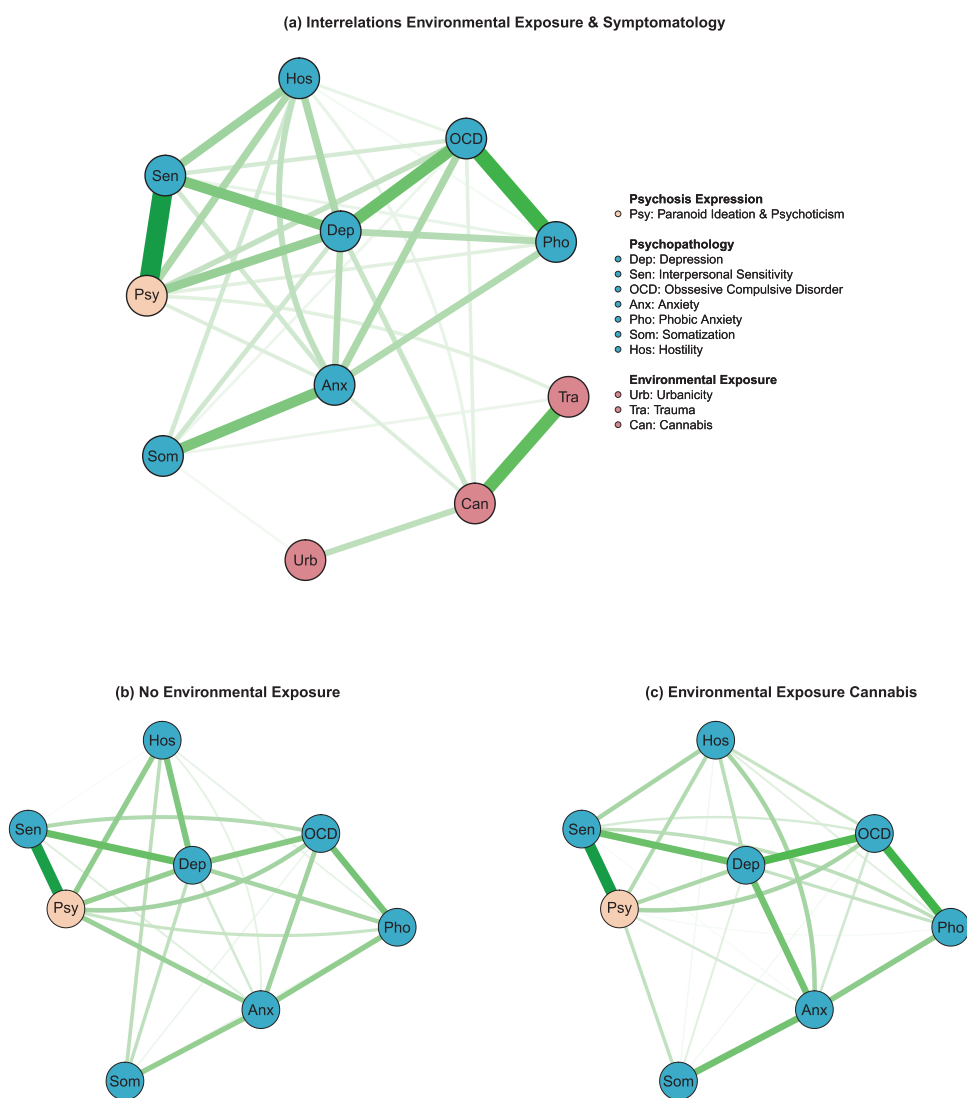 (a) Interrelations Environmental Exposure & Symptomatology
Hos
OCD
Sen
Dep
Pho
Psy
Anx
Tra
Som
Can
Urb
Psychosis Expression
Psy: Paranoid Ideation & Psychoticism
Psychopathology
Dep: Depression
Sen: Interpersonal Sensitivity
OCD: Obssesive Compulsive Disorder
Anx: Anxiety
Pho: Phobic Anxiety
Som: Somatization
Hos: Hostility
Environmental Exposure
Urb: Urbanicity
Tra: Trauma
Can: Cannabis
(b) No Environmental Exposure
Hos
Sen
OCD
Dep
Psy
Pho
Anx
Som
(c) Environmental Exposure Cannabis
Hos
Sen
OCD
Dep
Psy
Pho
Anx
Som